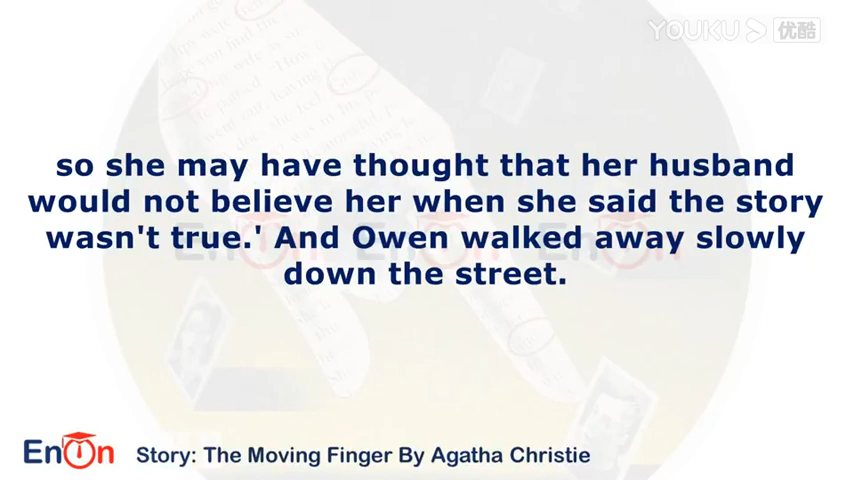 YOUKU 优酷
so she may have thought that her husband
would not believe her when she said the story
wasn't true.' And Owen walked away slowly
down the street.
EnOn Story: The Moving Finger By Agatha Christie